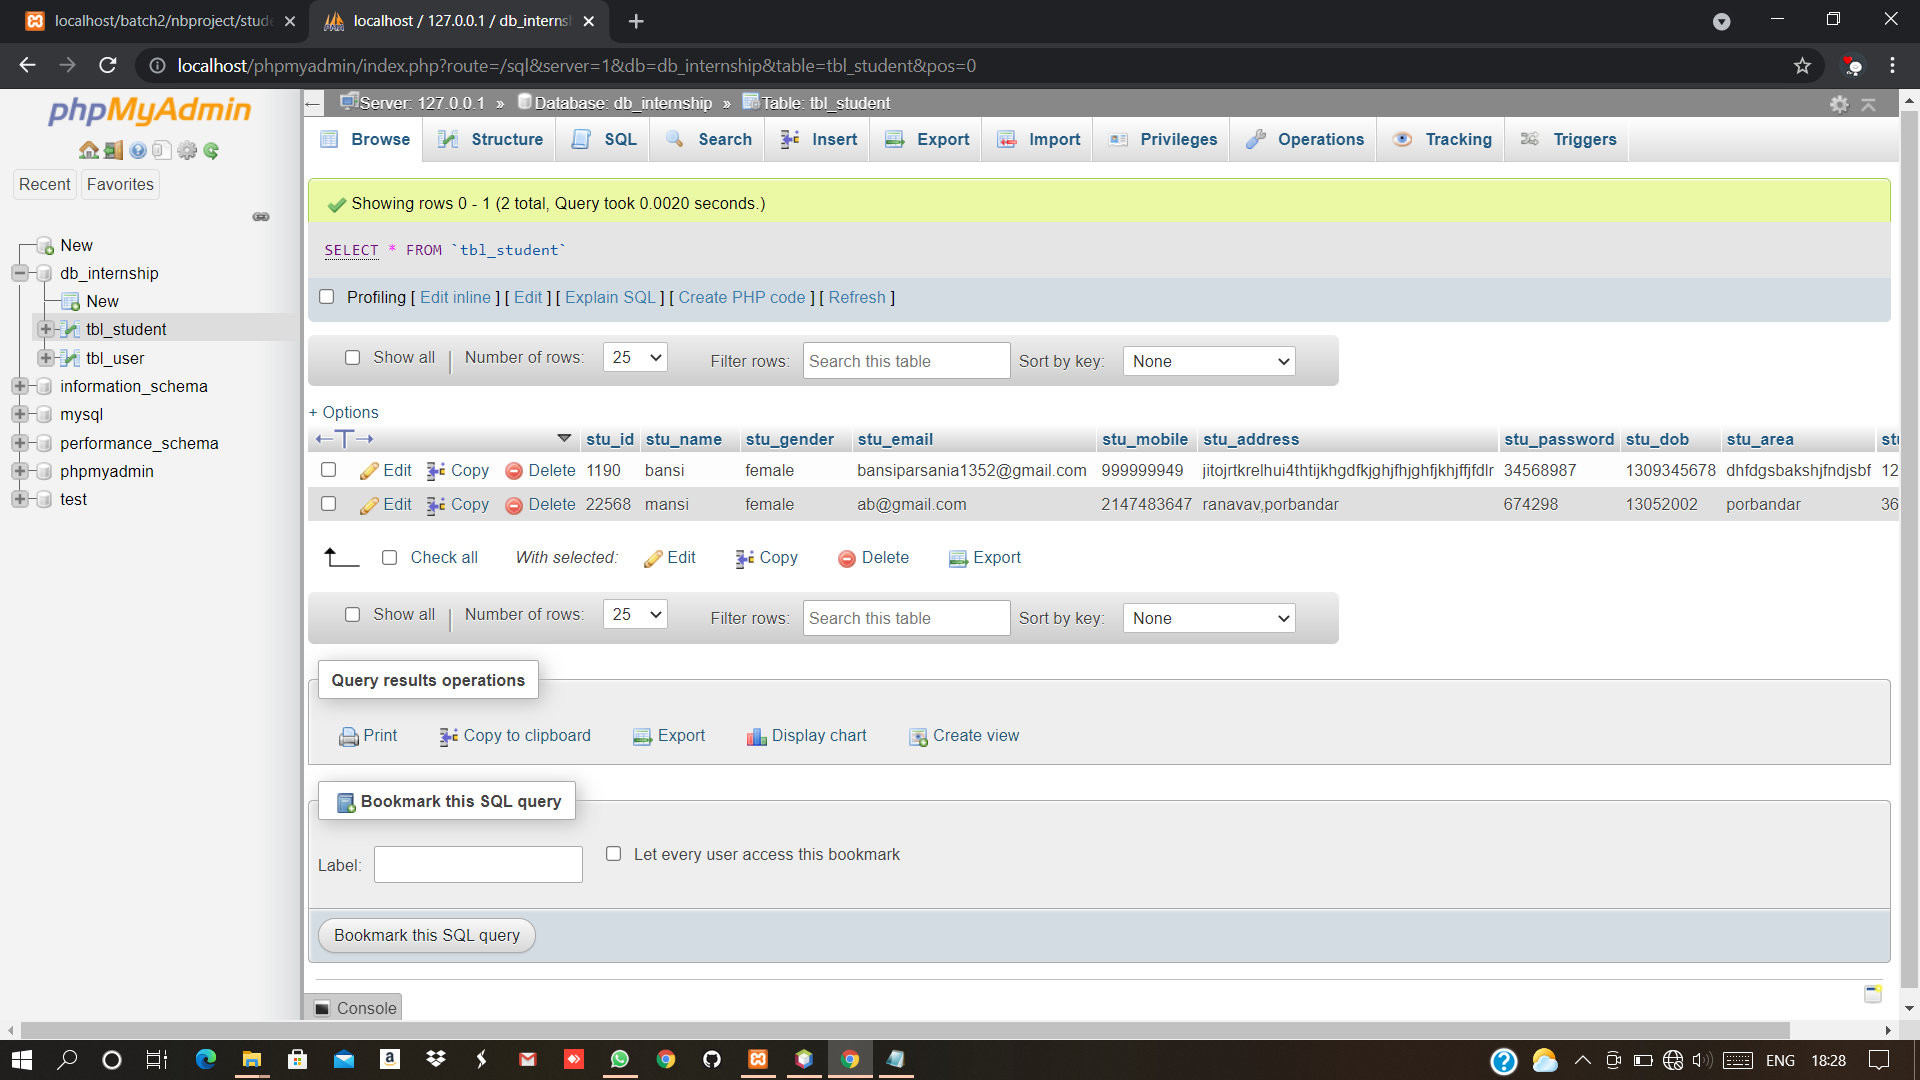 localhost/batch2/nbproject/stude
localhost / 127.0.0.1 / db_interns
localhost/phpmyadmin/index.php?route=/sql&server=1&db=db_internship&table=tbl_student&pos=0
phpMyAdmin
Recent Favorites
New
db_internship
New
tbl_student
tbl_user
information_schema
mysql
performance_schema
phpmyadmin
test
Server: 127.0.0.1 » Database: db_internship » Table: tbl_student
Browse Structure SQL Search Insert Export Import Privileges Operations Tracking Triggers
Showing rows 0 - 1 (2 total, Query took 0.0020 seconds.)
SELECT * FROM `tbl_student`
Profiling [ Edit inline ] [ Edit ] [ Explain SQL ] [ Create PHP code ] [ Refresh ]
Show all | Number of rows: 25 Filter rows: Search this table Sort by key: None
+ Options
←T→ stu_id stu_name stu_gender stu_email stu_mobile stu_address stu_password stu_dob stu_area stu
Edit Copy Delete 1190 bansi female bansiparsania1352@gmail.com 999999949 jitojrtkrelhui4thtijkhgdfkjghjfhjghfjkhjffjfdlr 34568987 1309345678 dhfdgsbakshjfndjsbf 12
Edit Copy Delete 22568 mansi female ab@gmail.com 2147483647 ranavav,porbandar 674298 13052002 porbandar 36
Check all With selected: Edit Copy Delete Export
Show all | Number of rows: 25 Filter rows: Search this table Sort by key: None
Query results operations
Print Copy to clipboard Export Display chart Create view
Bookmark this SQL query
Label: Let every user access this bookmark
Bookmark this SQL query
Console
ENG 18:28